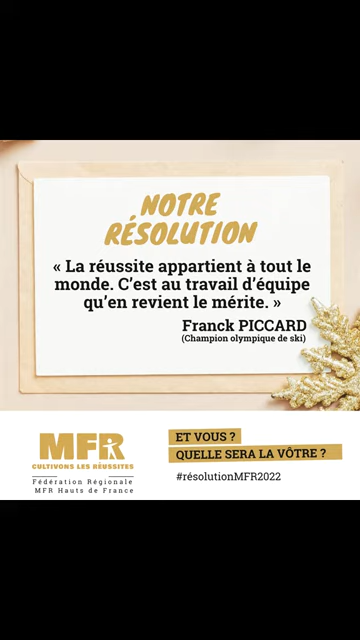 NOTRE
RÉSOLUTION
« La réussite appartient à tout le
monde. C'est au travail d'équipe
qu'en revient le mérite. »
Franck PICCARD
(Champion olympique de ski)
MFR
CULTIVONS LES RÉUSSITES
Fédération Régionale
MFR Hauts de France
ET VOUS ?
QUELLE SERA LA VÔTRE ?
#résolutionMFR2022